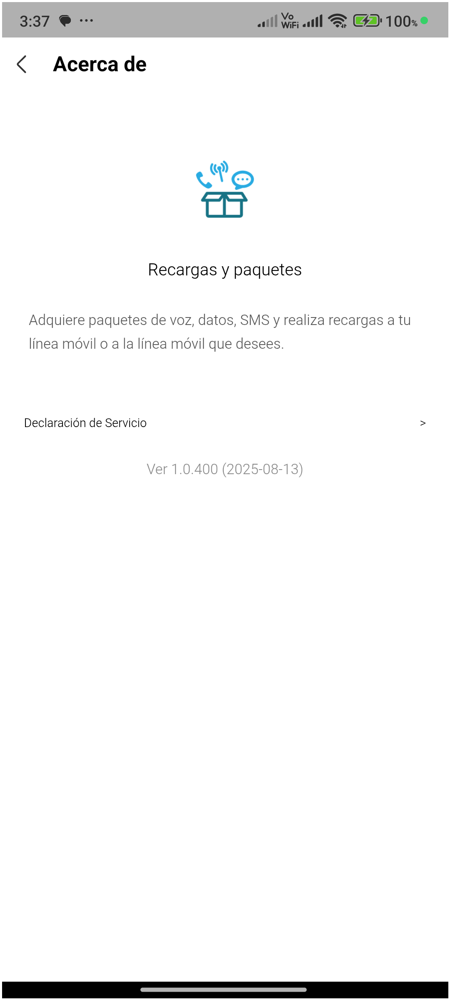 3:37 ... Vo WiFi 100%
Acerca de
Recargas y paquetes
Adquiere paquetes de voz, datos, SMS y realiza recargas a tu
línea móvil o a la línea móvil que desees.
Declaración de Servicio >
Ver 1.0.400 (2025-08-13)